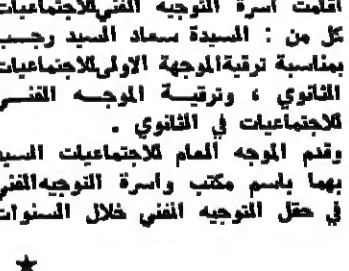 اقامت اسرة التوجيه الفني للاجتماعيات
كل من : السيدة سعاد السيد رجب
بمناسبة ترقية الموجهة الاولى للاجتماعيات
الثانوي ، وترقية الموجه الفني
للاجتماعيات في الثانوي .
وقدم الموجه العام للاجتماعيات السيد
بهما باسم مكتب واسرة التوجيه الفني
في حقل التوجيه الفني خلال السنوات
★